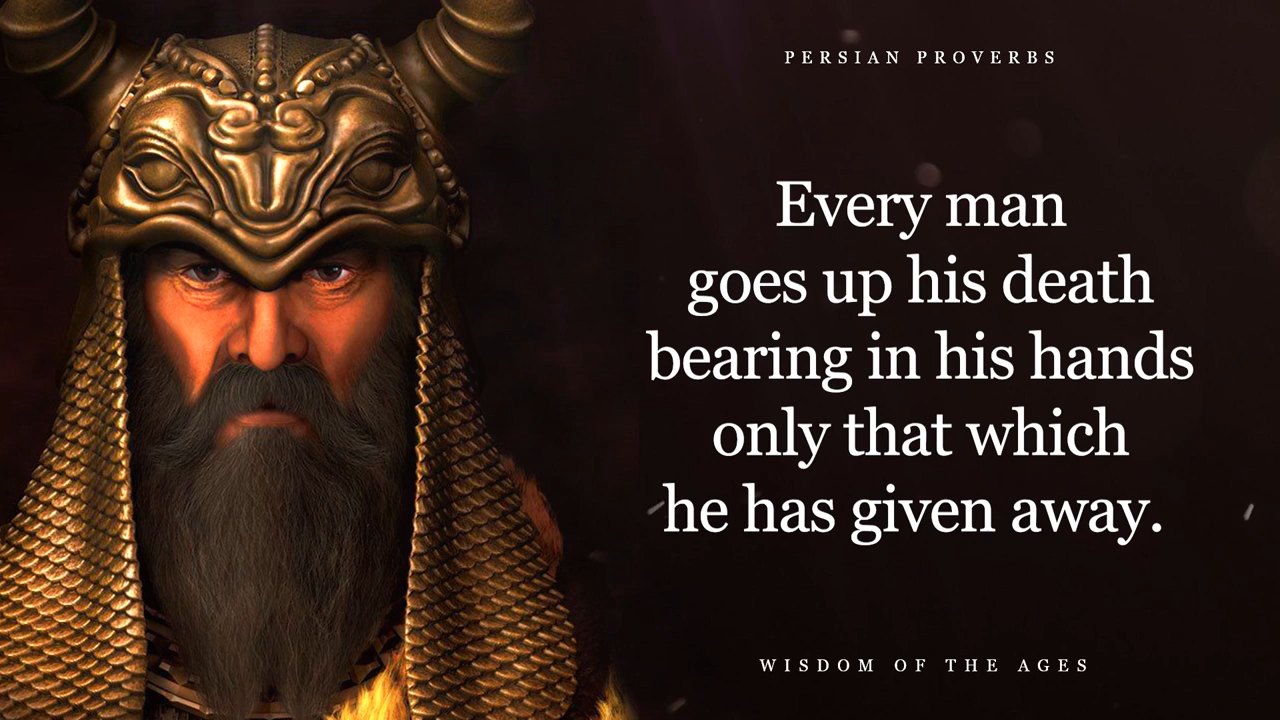 PERSIAN PROVERBS
Every man
goes up his death
bearing in his hands
only that which
he has given away.
WISDOM OF THE AGES